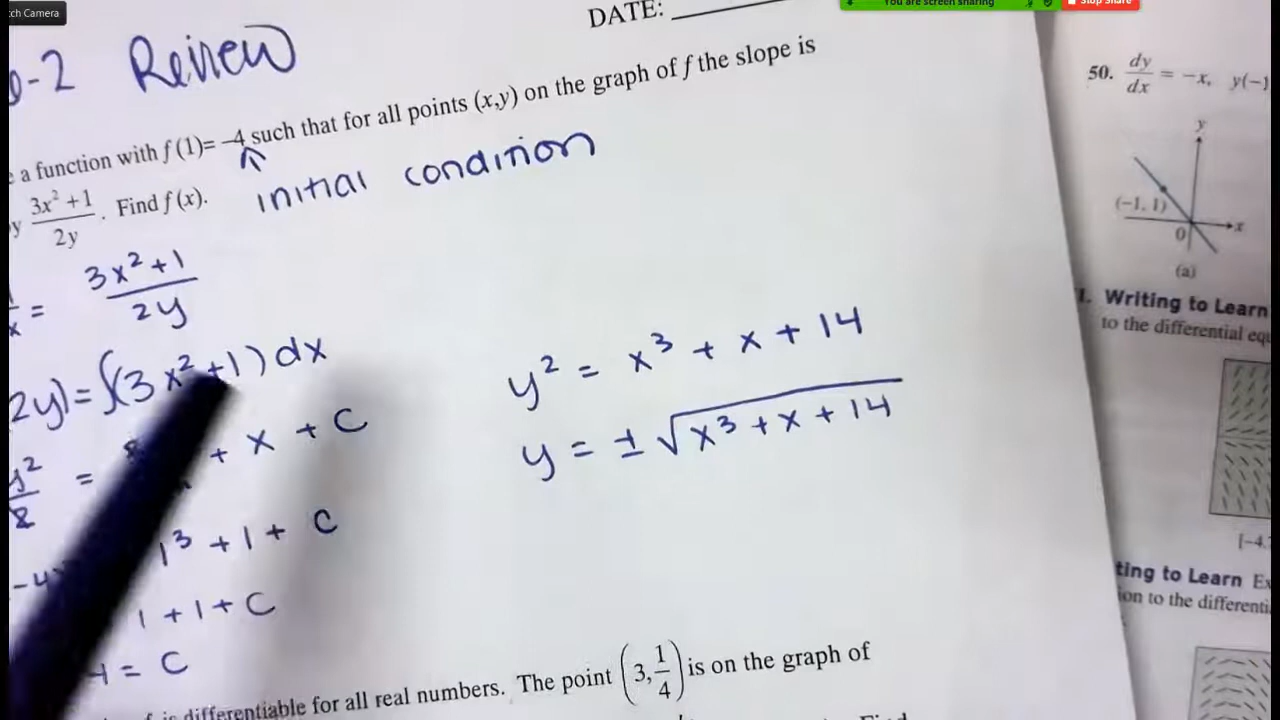 tch Camera
You are screen sharing
Stop Share
DATE:
-2 Review
a function with f(1)= –4 such that for all points (x,y) on the graph of f the slope is
initial condition
y (3x² + 1)/(2y). Find f(x).
= (3x² + 1)/(2y)
2y) = ∫(3x² + 1) dx
y² = x³ + x + 14
+ x + C
y = ± √(x³ + x + 14)
1³ + 1 + C
1 + 1 + C
= C
is differentiable for all real numbers. The point (3, 1/4) is on the graph of
50. dy/dx = −x, y(−1
y
(−1, 1)
0
x
(a)
Writing to Learn
to the differential equ
[−4.
ting to Learn Ex
ion to the differenti